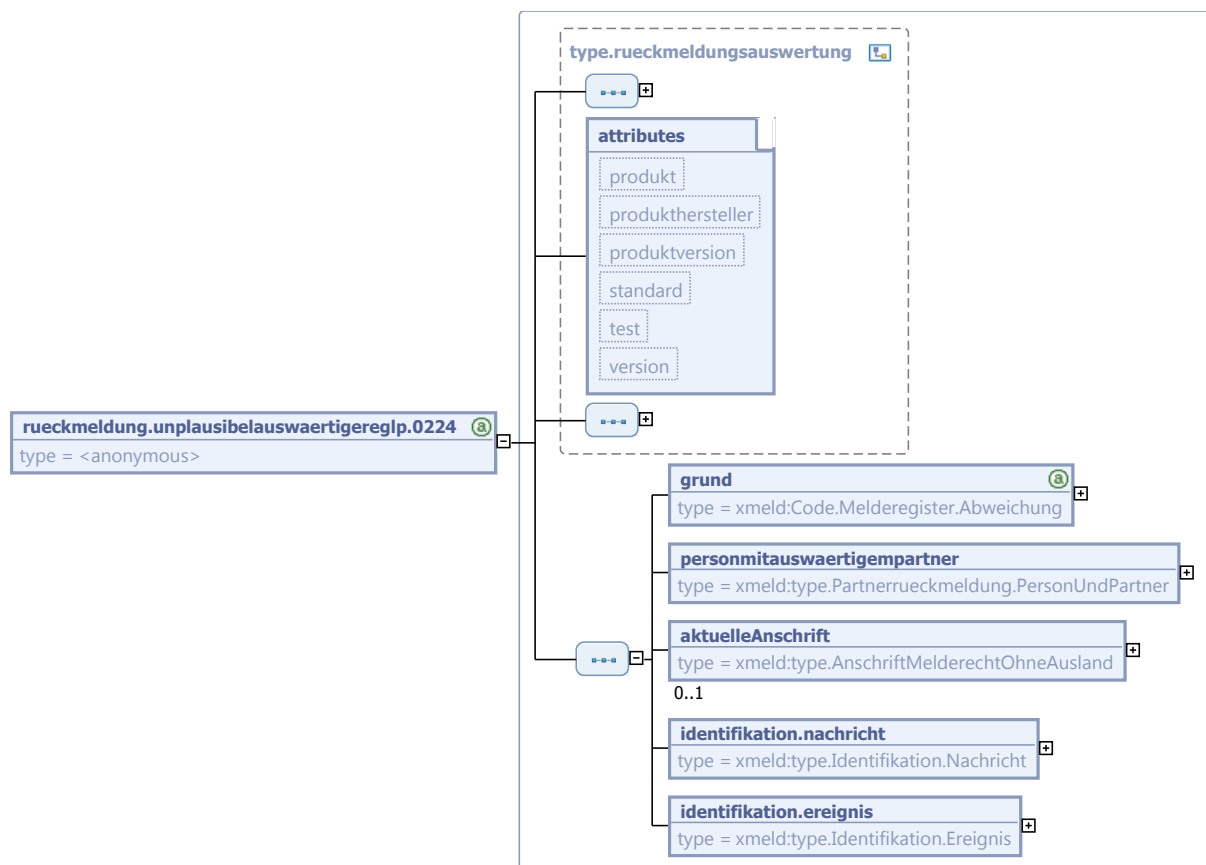 type.rueckmeldungsauswertung
attributes
produkt
produkthersteller
produktversion
standard
test
version
rueckmeldung.unplausibelauswaertigereglp.0224
type = <anonymous>
grund
type = xmeld:Code.Melderegister.Abweichung
personmitauswaertigempartner
type = xmeld:type.Partnerrueckmeldung.PersonUndPartner
aktuelleAnschrift
type = xmeld:type.AnschriftMelderechtOhneAusland
0..1
identifikation.nachricht
type = xmeld:type.Identifikation.Nachricht
identifikation.ereignis
type = xmeld:type.Identifikation.Ereignis